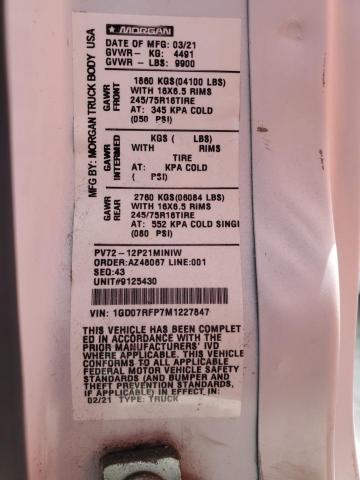 MORGAN
MFG BY: MORGAN TRUCK BODY USA
DATE OF MFG: 03/21
GVWR- KG: 4491
GVWR- LBS: 9900
GAWR FRONT
1860 KGS(04100 LBS)
WITH 16X6.5 RIMS
245/75R16TIRE
AT: 345 KPA COLD
(050 PSI)
GAWR INTERMED
KGS ( LBS)
WITH RIMS
TIRE
AT: KPA COLD
( PSI)
GAWR REAR
2760 KGS(06084 LBS)
WITH 16X6.5 RIMS
245/75R16TIRE
AT: 552 KPA COLD SINGl
(080 PSI)
PV72-12P21MINIW
ORDER: AZ48067 LINE:001
SEQ: 43
UNIT#9125430
VIN: 1GD07RFP7M1227847
THIS VEHICLE HAS BEEN COMPLET
ED IN ACCORDANCE WITH THE
PRIOR MANUFACTURERS' IVD
WHERE APPLICABLE. THIS VEHICLE
CONFORMS TO ALL APPLICABLE
FEDERAL MOTOR VEHICLE SAFETY
STANDARDS (AND BUMPER AND
THEFT PREVENTION STANDARDS,
IF APPLICABLE) IN EFFECT IN:
02/21 TYPE: TRUCK